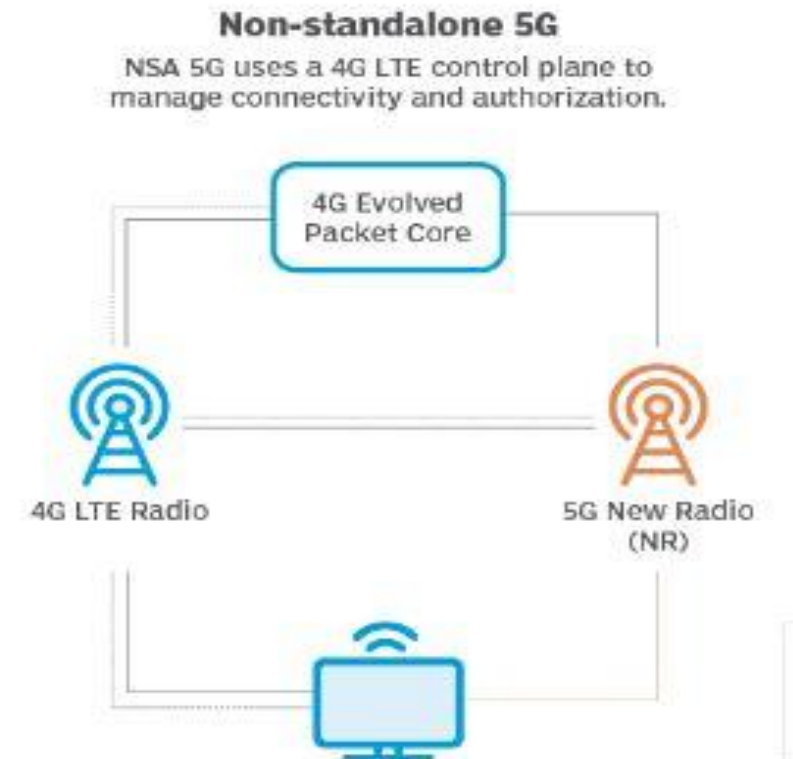 Non-standalone 5G
NSA 5G uses a 4G LTE control plane to
manage connectivity and authorization.
4G Evolved
Packet Core
4G LTE Radio
5G New Radio
(NR)